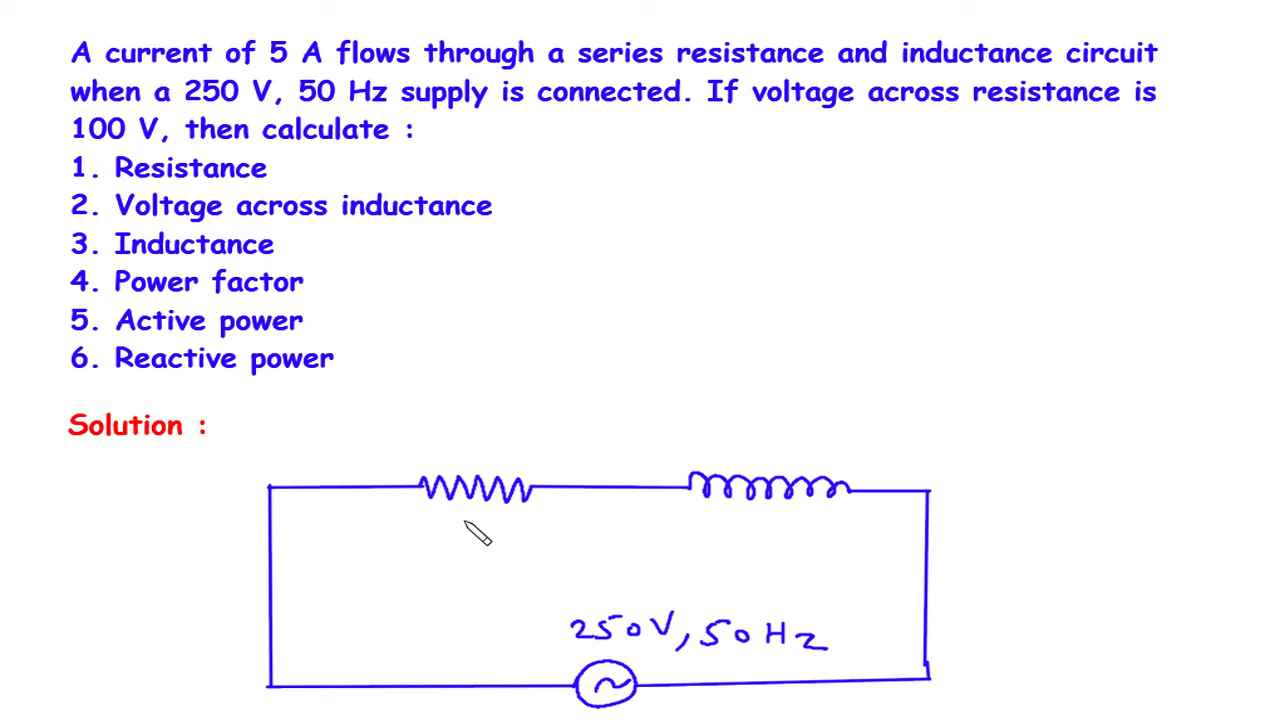 A current of 5 A flows through a series resistance and inductance circuit
when a 250 V, 50 Hz supply is connected. If voltage across resistance is
100 V, then calculate :
1. Resistance
2. Voltage across inductance
3. Inductance
4. Power factor
5. Active power
6. Reactive power
Solution :
250V, 50Hz